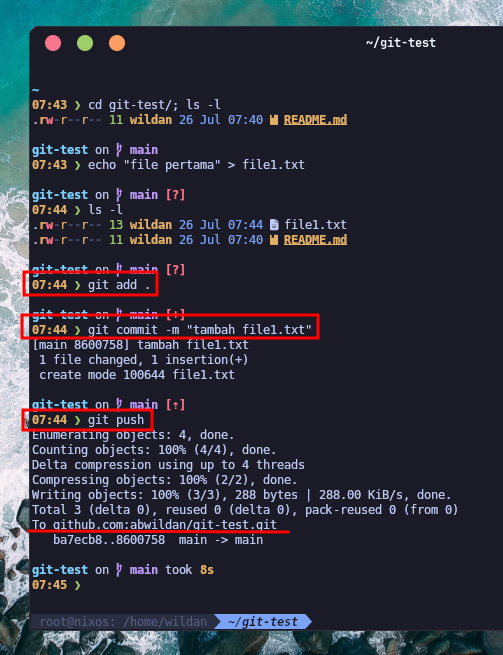 ~/git-test
~
07:43 ❯ cd git-test/; ls -l
.rw-r--r-- 11 wildan 26 Jul 07:40 README.md
git-test on main
07:43 ❯ echo "file pertama" > file1.txt
git-test on main [?]
07:44 ❯ ls -l
.rw-r--r-- 13 wildan 26 Jul 07:44 file1.txt
.rw-r--r-- 11 wildan 26 Jul 07:40 README.md
git-test on main [?]
07:44 ❯ git add .
git-test on main [+]
07:44 ❯ git commit -m "tambah file1.txt"
[main 8600758] tambah file1.txt
1 file changed, 1 insertion(+)
create mode 100644 file1.txt
git-test on main [⇡]
07:44 ❯ git push
Enumerating objects: 4, done.
Counting objects: 100% (4/4), done.
Delta compression using up to 4 threads
Compressing objects: 100% (2/2), done.
Writing objects: 100% (3/3), 288 bytes | 288.00 KiB/s, done.
Total 3 (delta 0), reused 0 (delta 0), pack-reused 0 (from 0)
To github.com:abwildan/git-test.git
ba7ecb8..8600758 main -> main
git-test on main took 8s
07:45 ❯
root@nixos: /home/wildan ~/git-test